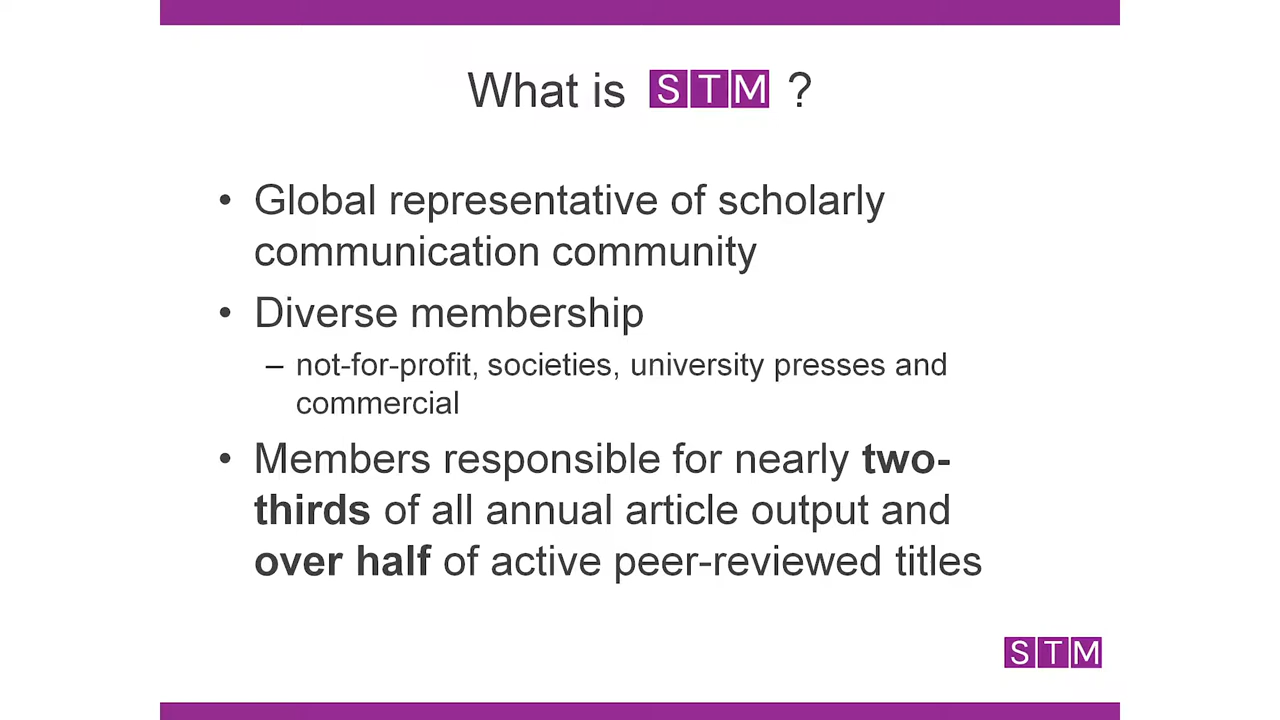 What is STM ?
• Global representative of scholarly
communication community
• Diverse membership
– not-for-profit, societies, university presses and
commercial
• Members responsible for nearly two-
thirds of all annual article output and
over half of active peer-reviewed titles
STM